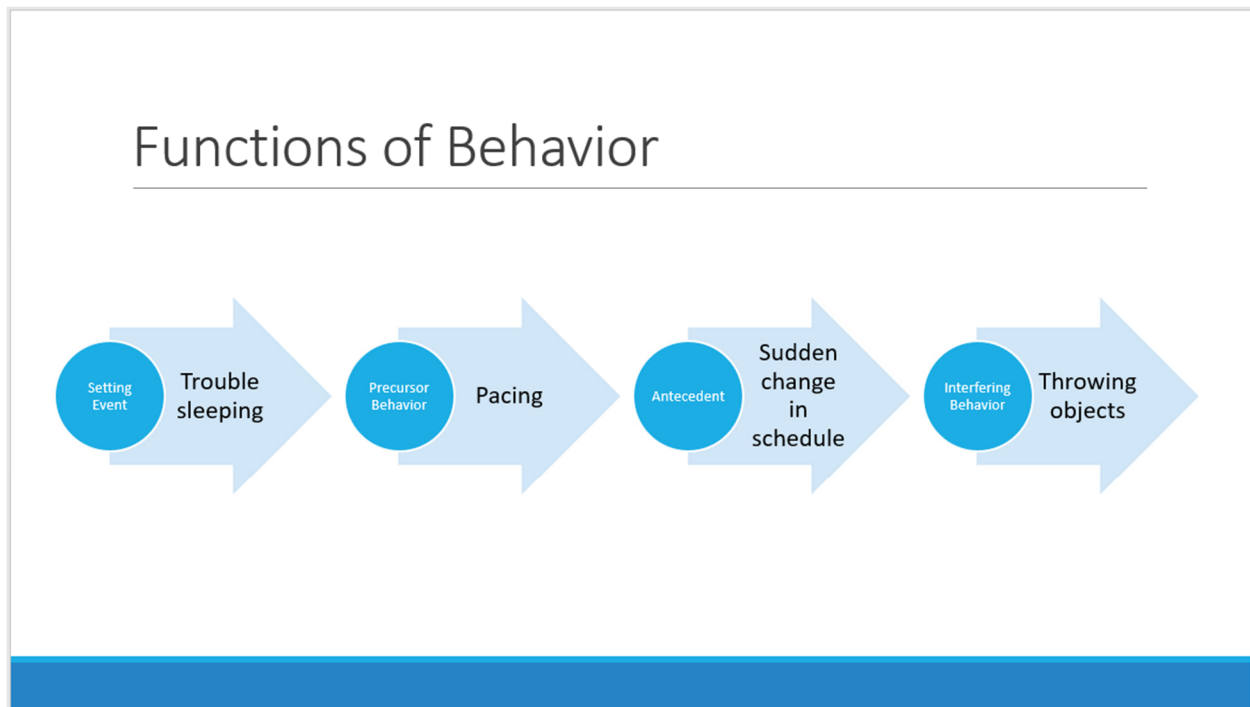 Functions of Behavior
Setting
Event
Trouble
sleeping
Precursor
Behavior
Pacing
Antecedent
Sudden
change
in
schedule
Interfering
Behavior
Throwing
objects